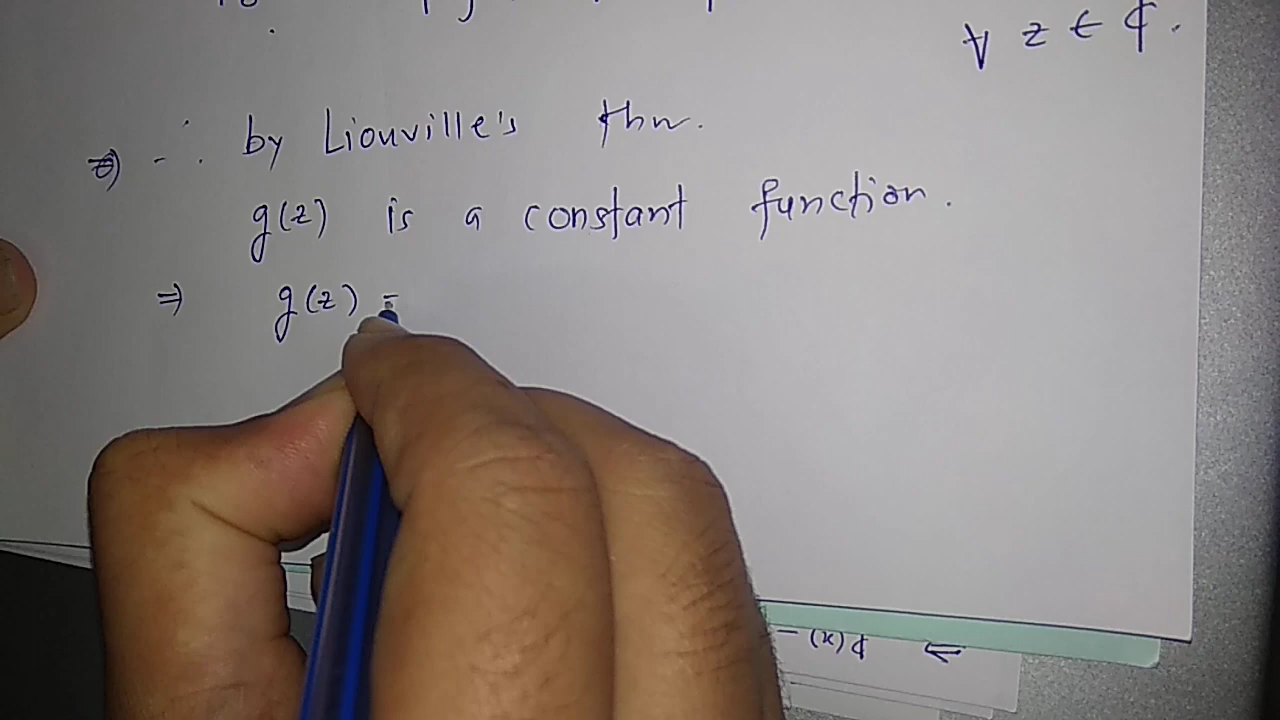 ∀ z ∈ ℂ.
⇒ ∴ by Liouville's thm.
g(z) is a constant function.
⇒ g(z) =